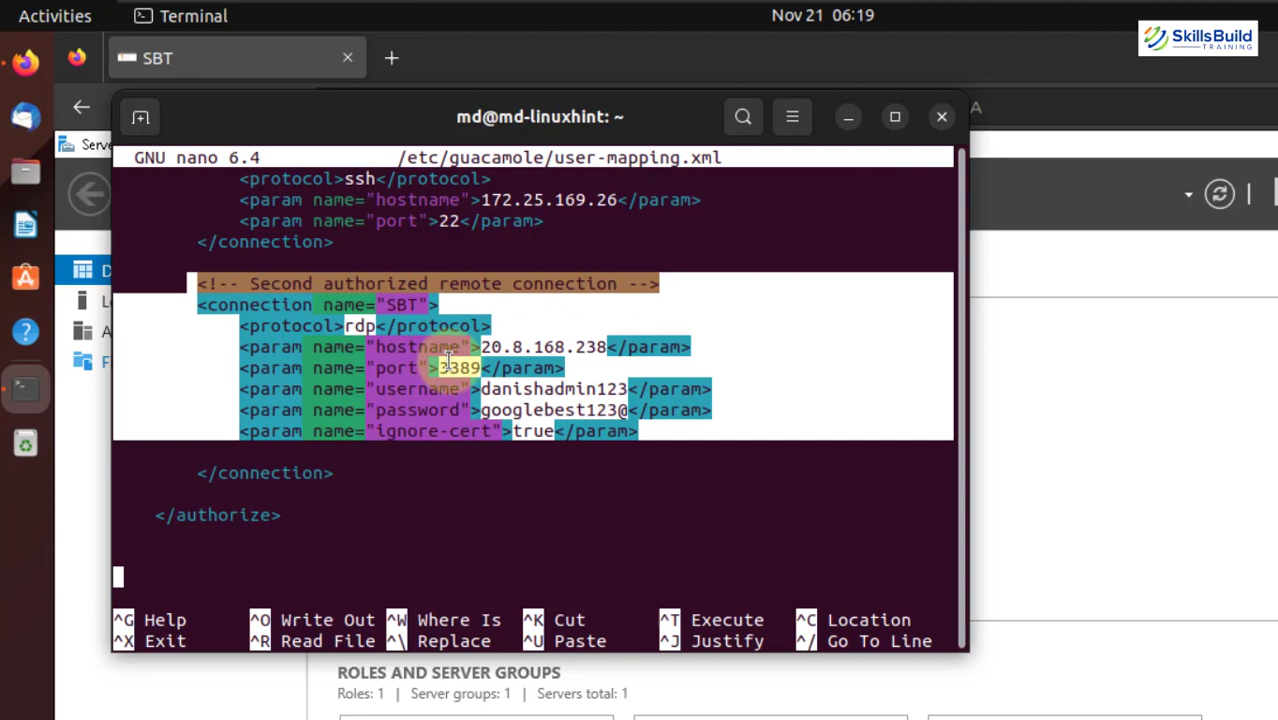 Activities
Terminal
Nov 21 06:19
SkillsBuild
TRAINING
SBT
md@md-linuxhint: ~
A
Serve
GNU nano 6.4
/etc/guacamole/user-mapping.xml
<protocol>ssh</protocol>
<param name="hostname">172.25.169.26</param>
<param name="port">22</param>
</connection>
<!-- Second authorized remote connection -->
<connection name="SBT">
<protocol>rdp</protocol>
<param name="hostname">20.8.168.238</param>
<param name="port">3389</param>
<param name="username">danishadmin123</param>
<param name="password">googlebest123@</param>
<param name="ignore-cert">true</param>
</connection>
</authorize>
D
L
A
F
^G Help ^O Write Out ^W Where Is ^K Cut ^T Execute ^C Location
^X Exit ^R Read File ^\ Replace ^U Paste ^J Justify ^/ Go To Line
ROLES AND SERVER GROUPS
Roles: 1 | Server groups: 1 | Servers total: 1